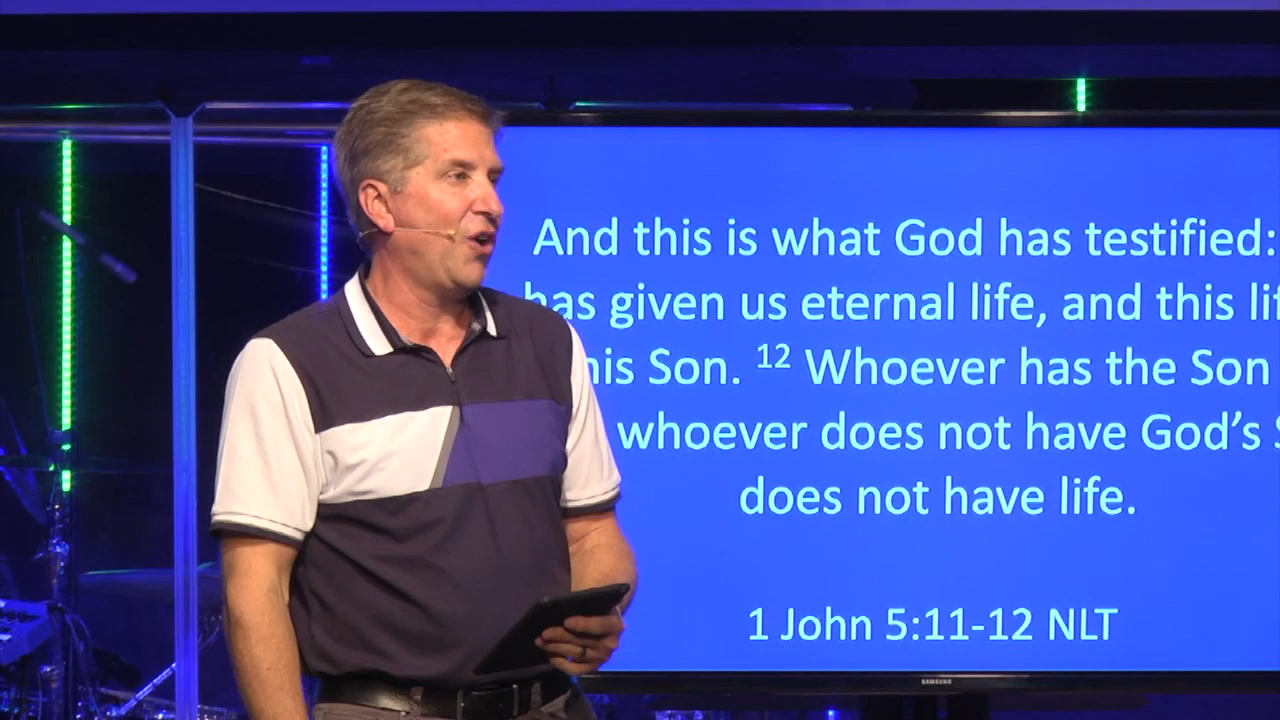 And this is what God has testified:
has given us eternal life, and this
his Son. 12 Whoever has the Son
whoever does not have God's
does not have life.
1 John 5:11-12 NLT
SAMSUNG